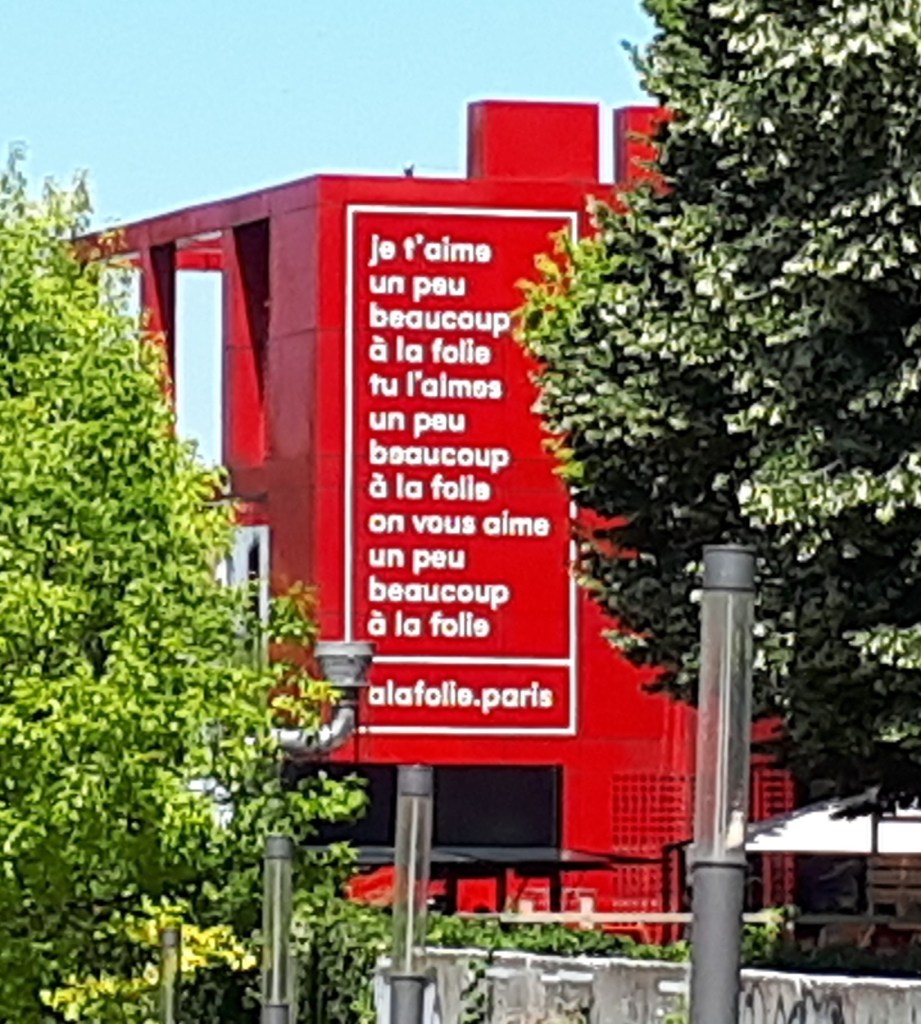 je t'aime
un peu
beaucoup
à la folie
tu l'aimes
un peu
beaucoup
à la folie
on vous aime
un peu
beaucoup
à la folie
alafolie.paris